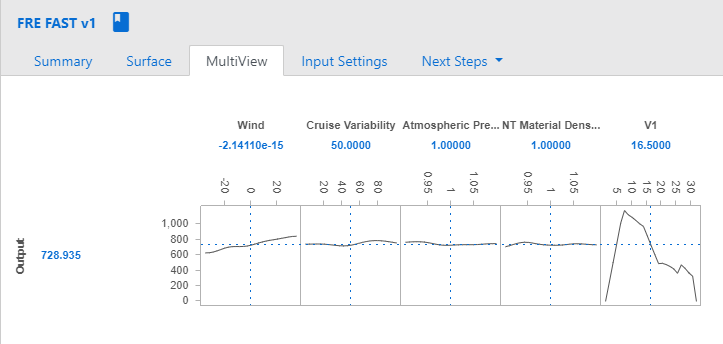 FRE FAST v1
Summary Surface MultiView Input Settings Next Steps
Wind Cruise Variability Atmospheric Pre... NT Material Dens... V1
-2.14110e-15 50.0000 1.00000 1.00000 16.5000
-20 0 20 20 40 60 80 0.95 1 1.05 0.95 1 1.05 5 10 15 20 25 30
Output
728.935
1,000
800
600
400
200
0